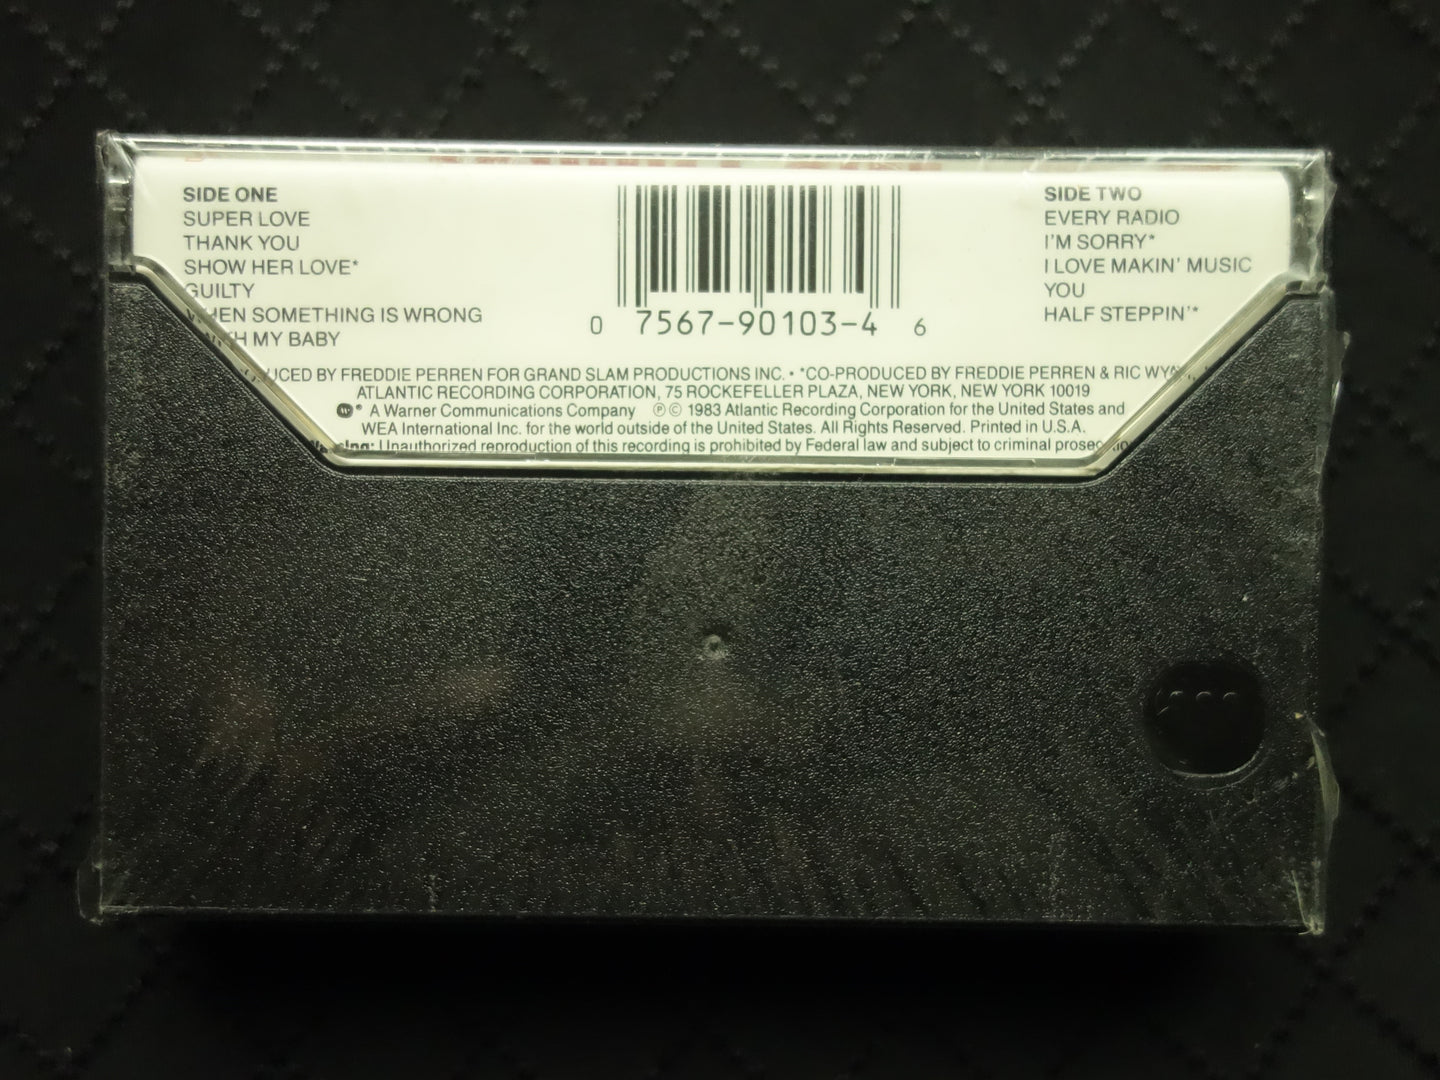 SIDE ONE
SUPER LOVE
THANK YOU
SHOW HER LOVE*
GUILTY
WHEN SOMETHING IS WRONG
WITH MY BABY
0 7567-90103-4 6
SIDE TWO
EVERY RADIO
I'M SORRY*
I LOVE MAKIN' MUSIC
YOU
HALF STEPPIN'*
BY FREDDIE PERREN FOR GRAND SLAM PRODUCTIONS INC. • *CO-PRODUCED BY FREDDIE PERREN & RIC
ATLANTIC RECORDING CORPORATION, 75 ROCKEFELLER PLAZA, NEW YORK, NEW YORK 10019
A Warner Communications Company ℗© 1983 Atlantic Recording Corporation for the United States and
WEA International Inc. for the world outside of the United States. All Rights Reserved. Printed in U.S.A.
Warning: Unauthorized reproduction of this recording is prohibited by Federal law and subject to criminal